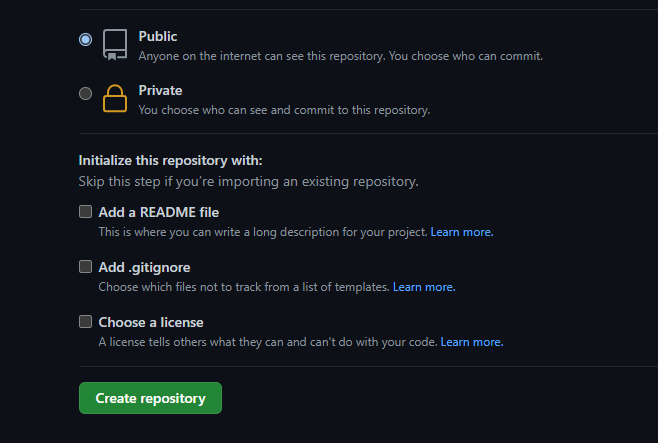 Public
Anyone on the internet can see this repository. You choose who can commit.
Private
You choose who can see and commit to this repository.
Initialize this repository with:
Skip this step if you're importing an existing repository.
Add a README file
This is where you can write a long description for your project. Learn more.
Add .gitignore
Choose which files not to track from a list of templates. Learn more.
Choose a license
A license tells others what they can and can't do with your code. Learn more.
Create repository